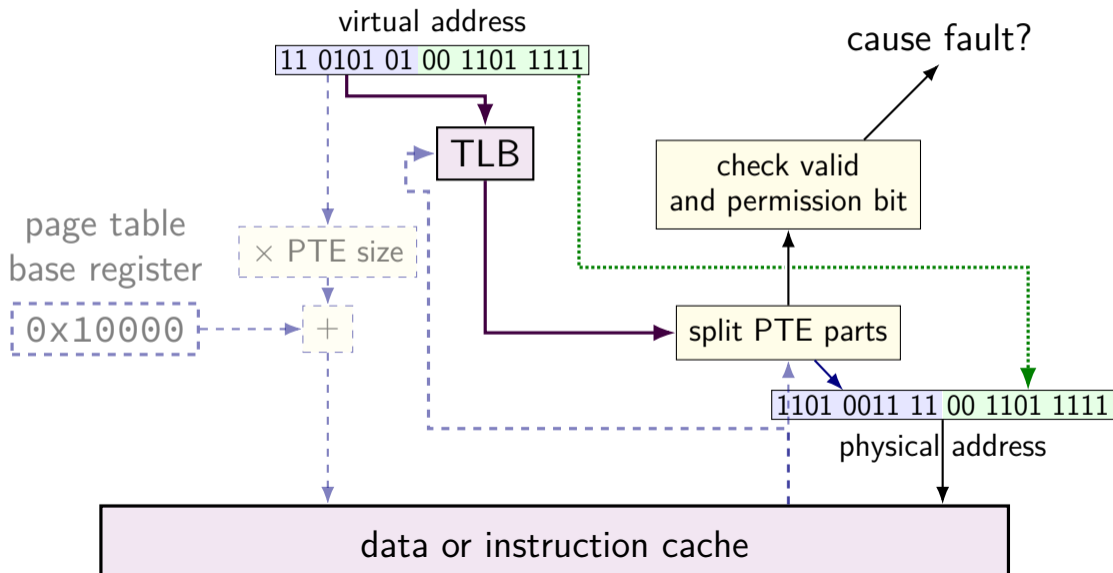 virtual address
11 0101 01 00 1101 1111
cause fault?
TLB
check valid
and permission bit
page table
base register
× PTE size
0x10000
+
split PTE parts
1101 0011 11 00 1101 1111
physical address
data or instruction cache